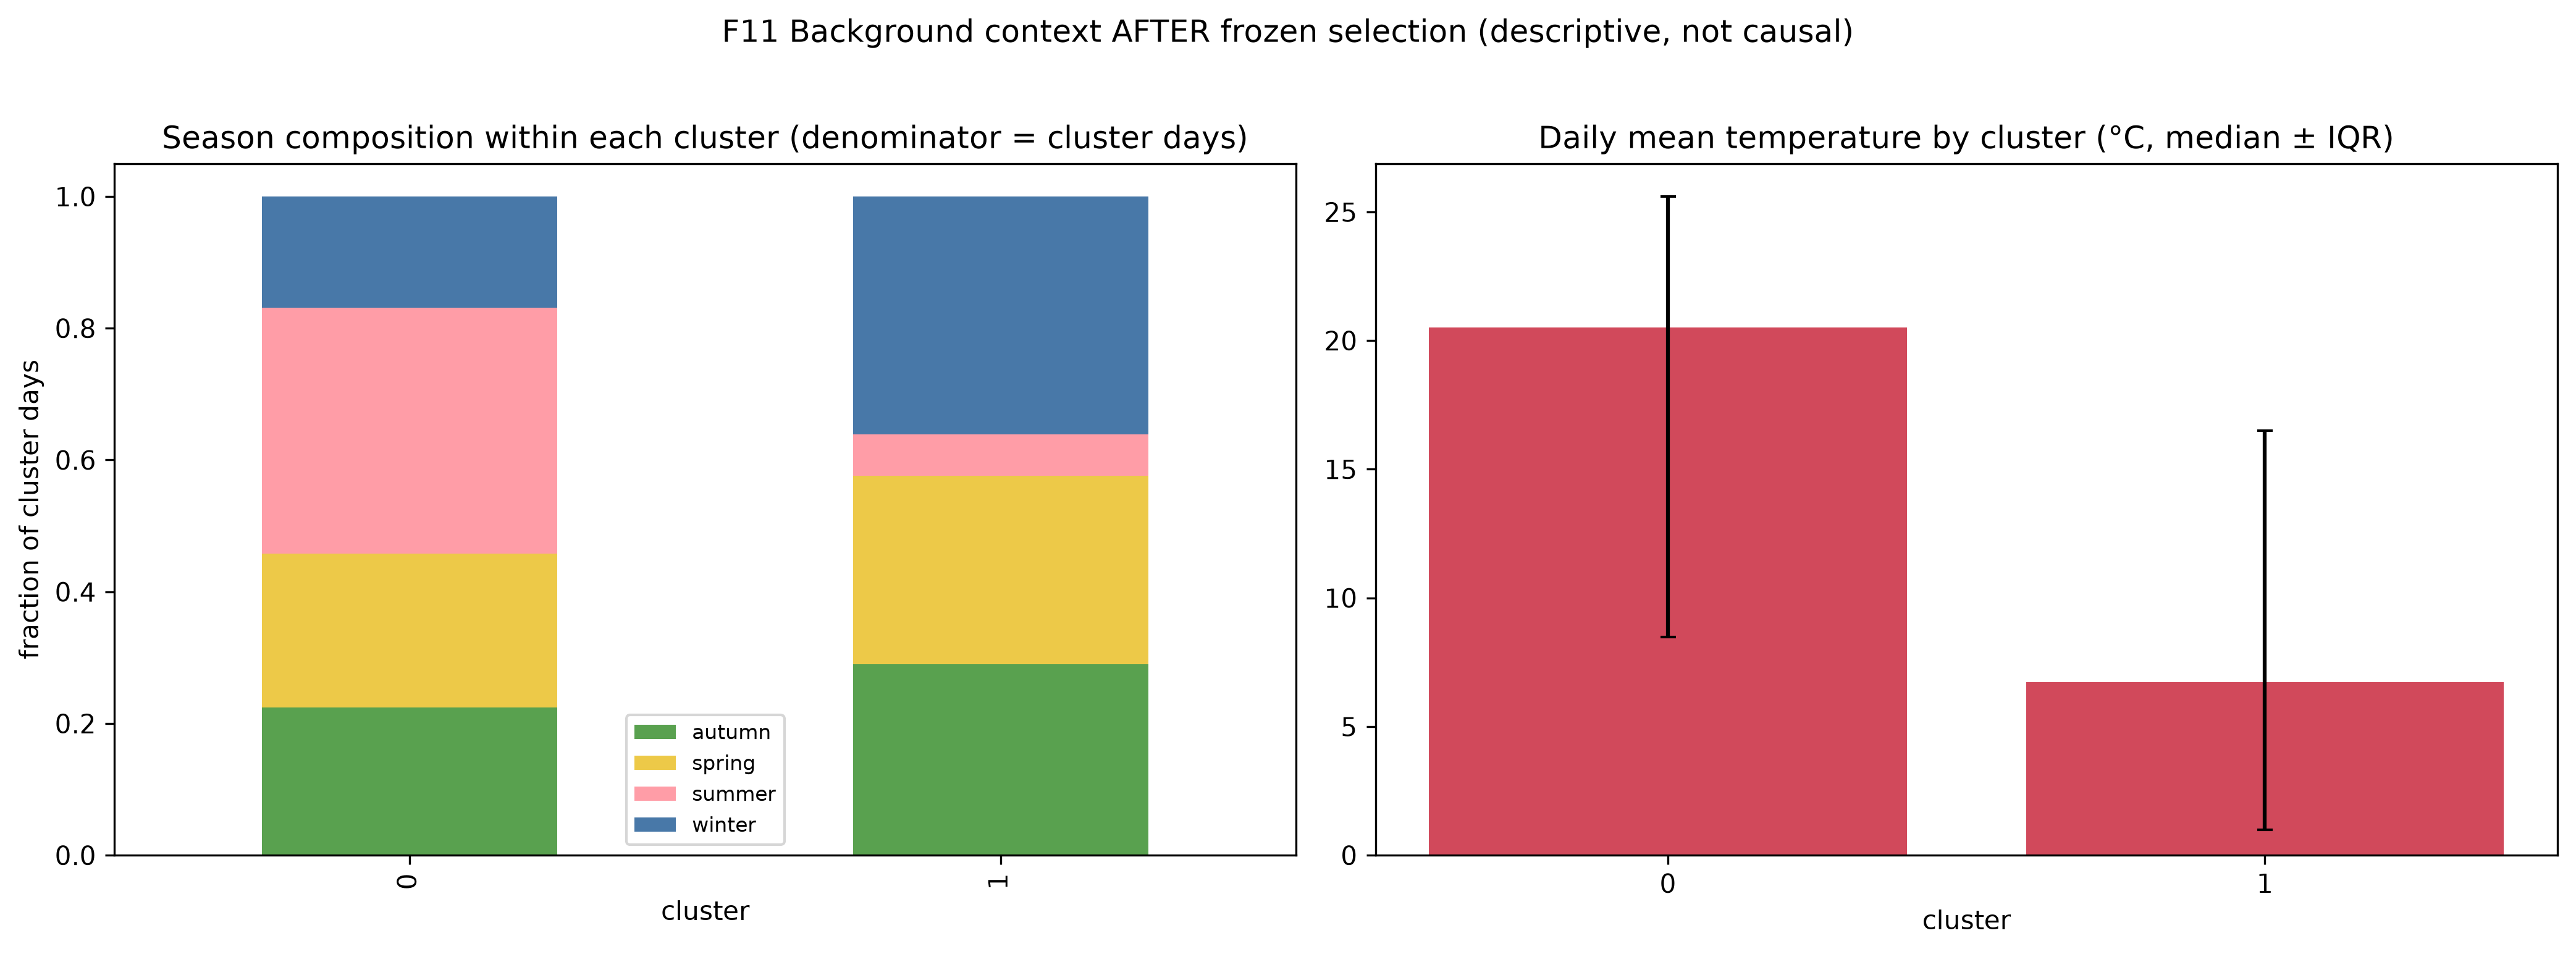 F11 Background context AFTER frozen selection (descriptive, not causal)
Season composition within each cluster (denominator = cluster days)
fraction of cluster days
1.0
0.8
0.6
0.4
0.2
0.0
autumn
spring
summer
winter
0
1
cluster
Daily mean temperature by cluster (°C, median ± IQR)
25
20
15
10
5
0
0
1
cluster